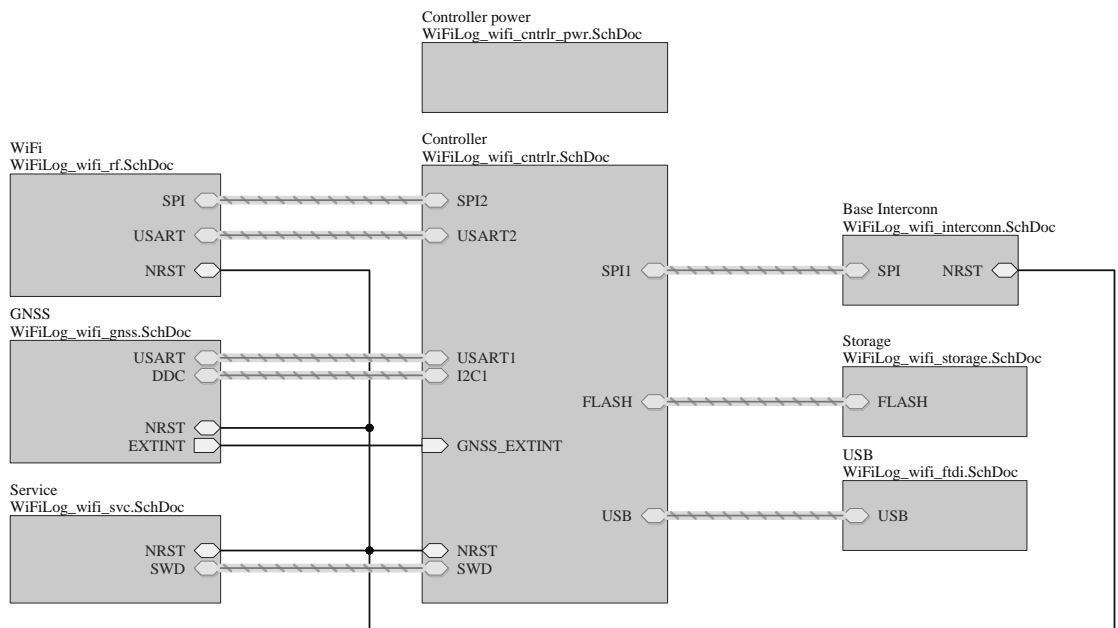 Controller power
WiFiLog_wifi_cntrlr_pwr.SchDoc
Controller
WiFiLog_wifi_cntrlr.SchDoc
SPI2
USART2
SPI1
USART1
I2C1
FLASH
GNSS_EXTINT
USB
NRST
SWD
WiFi
WiFiLog_wifi_rf.SchDoc
SPI
USART
NRST
GNSS
WiFiLog_wifi_gnss.SchDoc
USART
DDC
NRST
EXTINT
Service
WiFiLog_wifi_svc.SchDoc
NRST
SWD
Base Interconn
WiFiLog_wifi_interconn.SchDoc
SPI NRST
Storage
WiFiLog_wifi_storage.SchDoc
FLASH
USB
WiFiLog_wifi_ftdi.SchDoc
USB